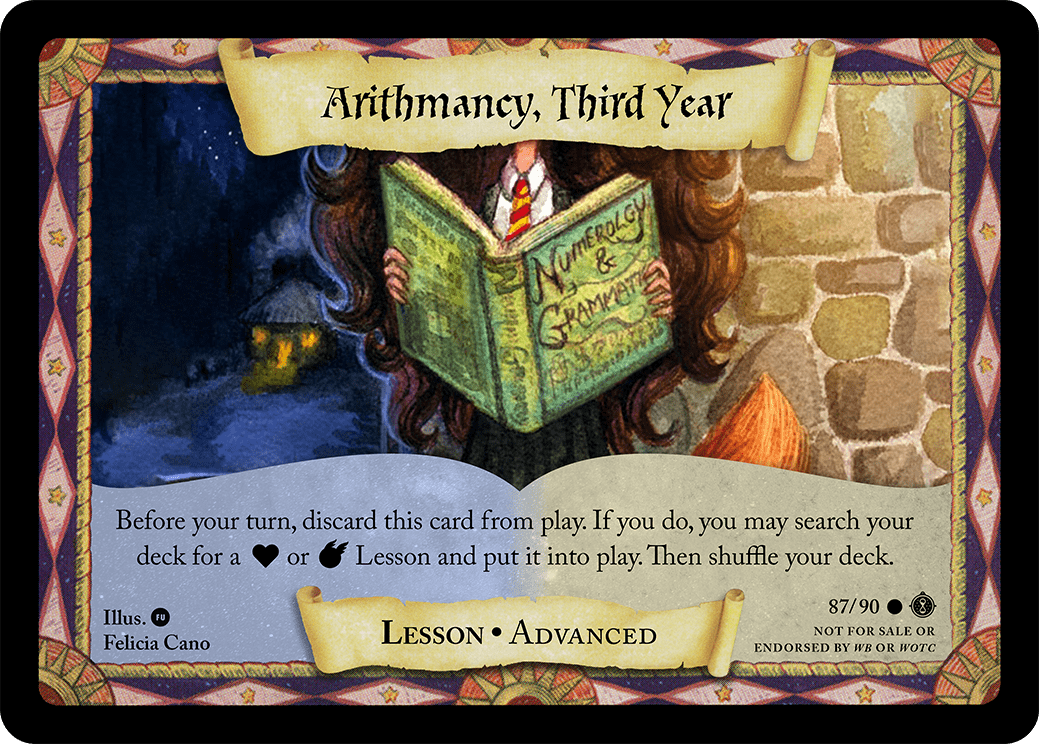 Arithmancy, Third Year
NUMEROLGY
&
GRAMMATI
Before your turn, discard this card from play. If you do, you may search your
deck for a ♥ or Lesson and put it into play. Then shuffle your deck.
Illus. FU
Felicia Cano
LESSON • ADVANCED
87/90
NOT FOR SALE OR
ENDORSED BY WB OR WOTC